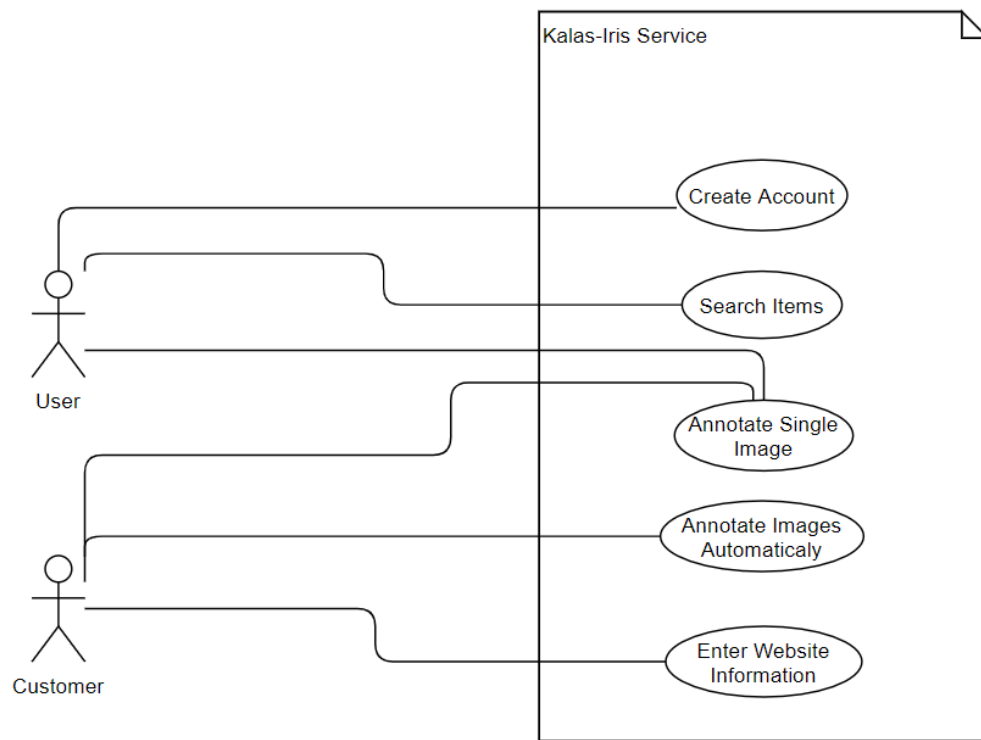 Kalas-Iris Service
Create Account
Search Items
User
Annotate Single
Image
Annotate Images
Automaticaly
Enter Website
Information
Customer